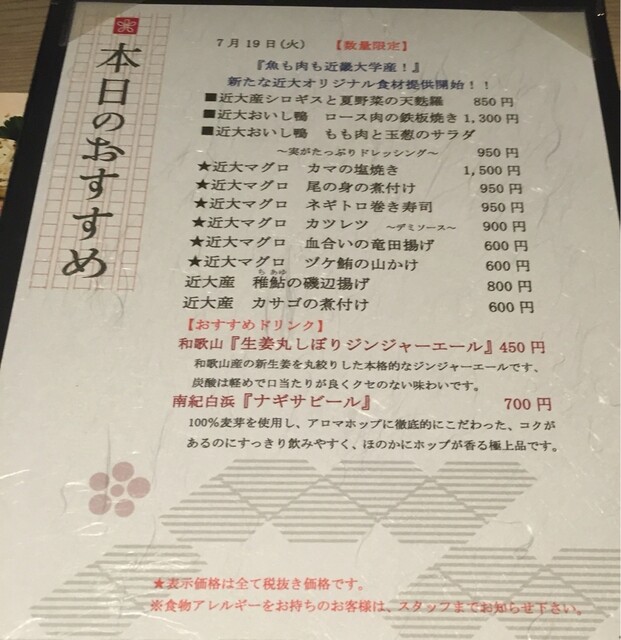 本日のおすすめ
7月19日(火) 【数量限定】
『魚も肉も近畿大学産！』
新たな近大オリジナル食材提供開始！！
■近大産シロギスと夏野菜の天麩羅 850円
■近大おいし鴨 ロース肉の鉄板焼き 1,300円
■近大おいし鴨 もも肉と玉葱のサラダ
～実がたっぷりドレッシング～ 950円
★近大マグロ カマの塩焼き 1,500円
★近大マグロ 尾の身の煮付け 950円
★近大マグロ ネギトロ巻き寿司 950円
★近大マグロ カツレツ ～デミソース～ 900円
★近大マグロ 血合いの竜田揚げ 600円
★近大マグロ ヅケ鮪の山かけ 600円
ち あゆ
近大産 稚鮎の磯辺揚げ 800円
近大産 カサゴの煮付け 600円
【おすすめドリンク】
和歌山『生姜丸しぼりジンジャーエール』450円
和歌山産の新生姜を丸絞りした本格的なジンジャーエールです、
炭酸は軽めで口当たりが良くクセのない味わいです。
南紀白浜『ナギサビール』 700円
100％麦芽を使用し、アロマホップに徹底的にこだわった、コクが
あるのにすっきり飲みやすく、ほのかにホップが香る極上品です。
★表示価格は全て税抜き価格です。
※食物アレルギーをお持ちのお客様は、スタッフまでお知らせ下さい。